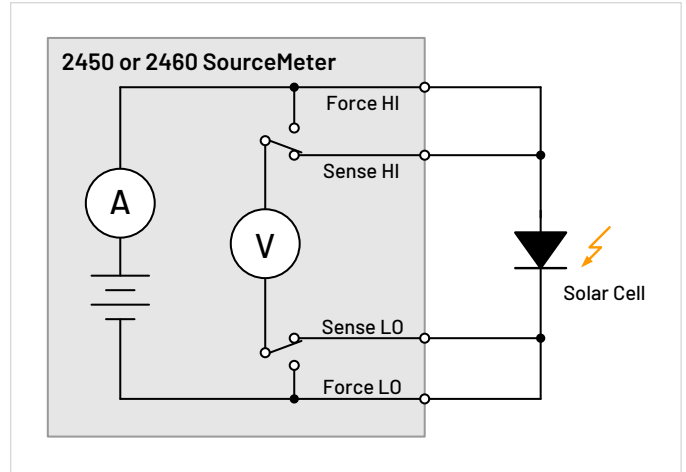 2450 or 2460 SourceMeter
Force HI
Sense HI
A
V
Solar Cell
Sense LO
Force LO